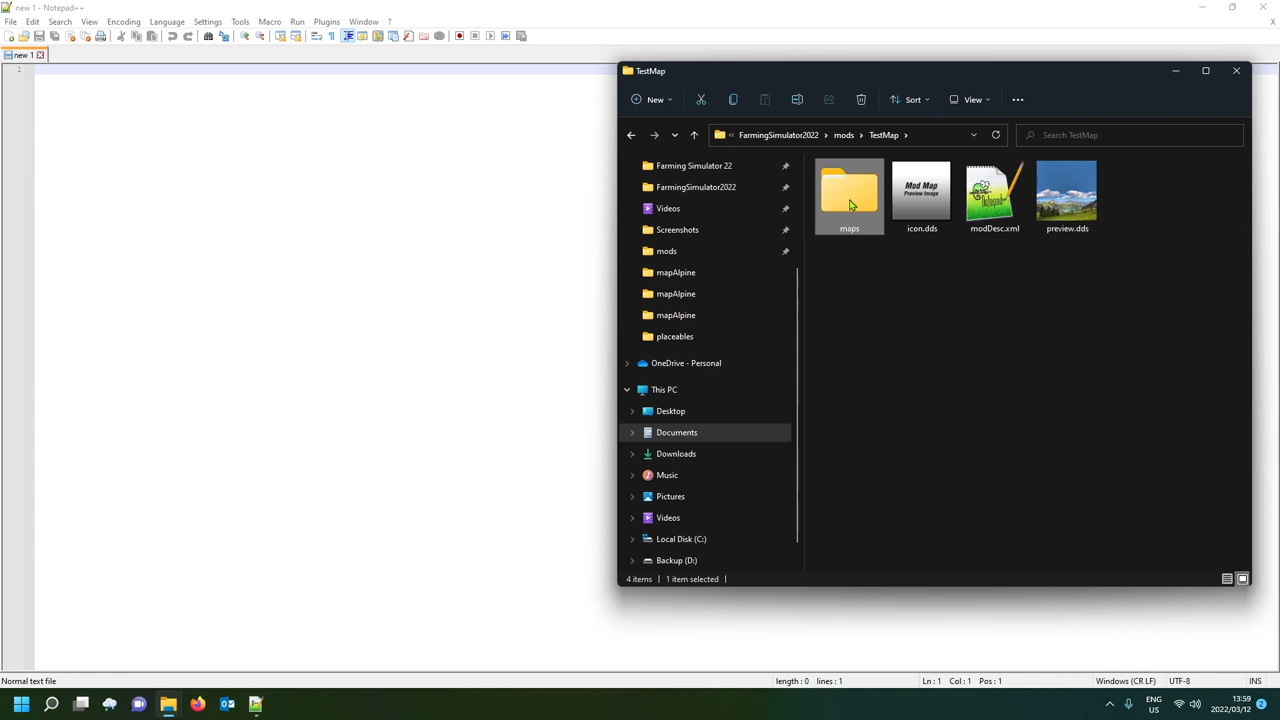 new 1 - Notepad++
File Edit Search View Encoding Language Settings Tools Macro Run Plugins Window ?
X
new 1
1
TestMap
New Sort View
« FarmingSimulator2022 › mods › TestMap ›
Search TestMap
Farming Simulator 22
FarmingSimulator2022
Videos
Screenshots
mods
mapAlpine
mapAlpine
mapAlpine
placeables
OneDrive - Personal
This PC
Desktop
Documents
Downloads
Music
Pictures
Videos
Local Disk (C:)
Backup (D:)
Mod Map
Preview Image
Notepad++
maps icon.dds modDesc.xml preview.dds
4 items 1 item selected
Normal text file length : 0 lines : 1 Ln : 1 Col : 1 Pos : 1 Windows (CR LF) UTF-8 INS
ENG
US
13:59
2022/03/12
2